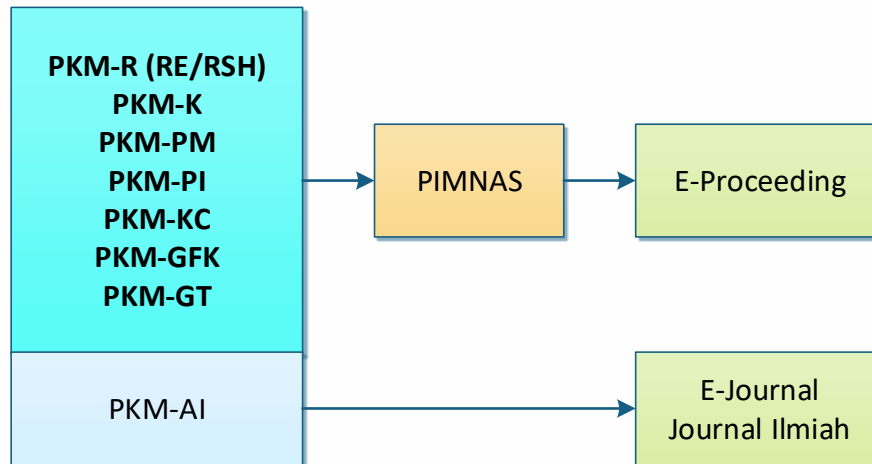 PKM-R (RE/RSH)
PKM-K
PKM-PM
PKM-PI
PKM-KC
PKM-GFK
PKM-GT
PIMNAS
E-Proceeding
PKM-AI
E-Journal
Journal Ilmiah